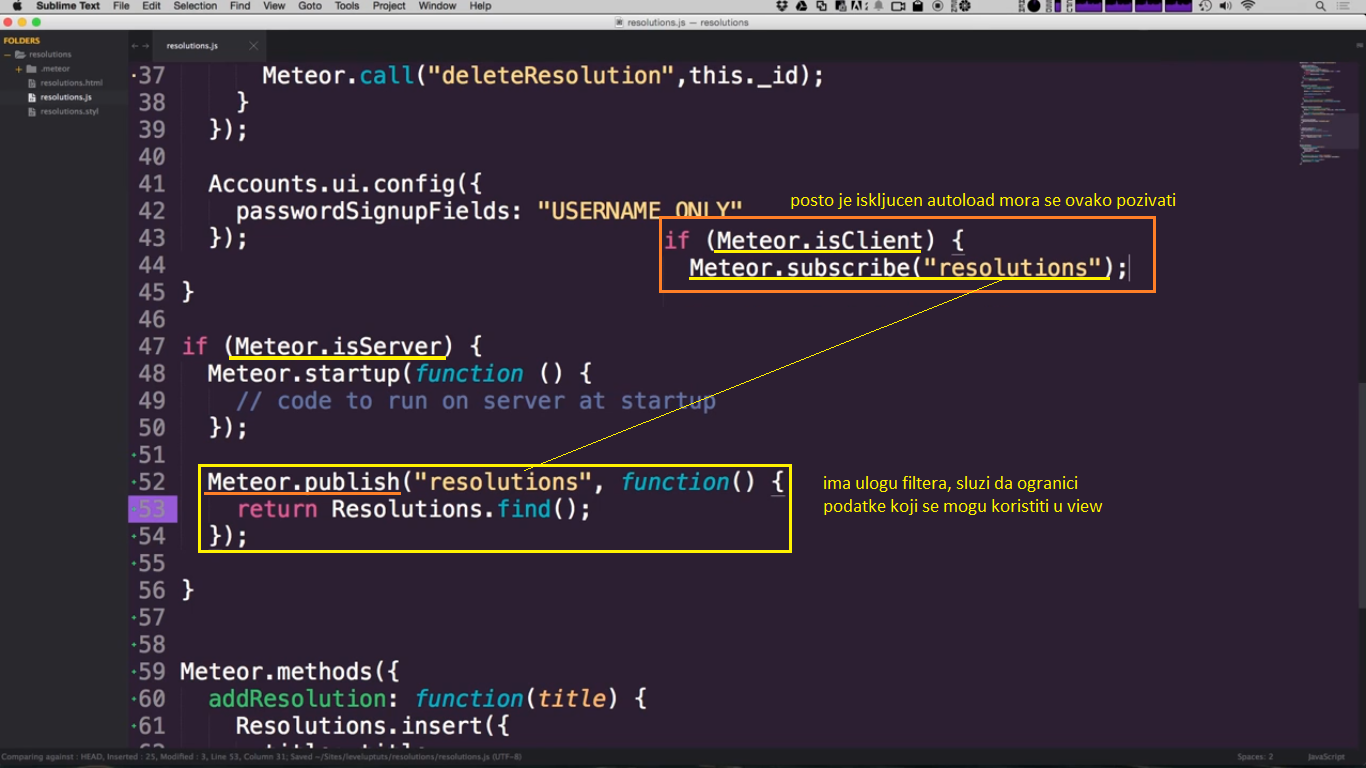 Sublime Text File Edit Selection Find View Goto Tools Project Window Help
resolutions.js — resolutions
FOLDERS
resolutions
.meteor
resolutions.html
resolutions.js
resolutions.styl
resolutions.js
37 Meteor.call("deleteResolution",this._id);
38 }
39 });
40
41 Accounts.ui.config({
42 passwordSignupFields: "USERNAME_ONLY"
43 });
44
45 }
46
47 if (Meteor.isServer) {
48 Meteor.startup(function () {
49 // code to run on server at startup
50 });
51
52 Meteor.publish("resolutions", function() {
53 return Resolutions.find();
54 });
55
56 }
57
58
59 Meteor.methods({
60 addResolution: function(title) {
61 Resolutions.insert({
posto je iskljucen autoload mora se ovako pozivati
if (Meteor.isClient) {
Meteor.subscribe("resolutions");
ima ulogu filtera, sluzi da ogranici
podatke koji se mogu koristiti u view
Comparing against : HEAD, Inserted : 25, Modified : 3, Line 53, Column 31; Saved ~/Sites/leveluptuts/resolutions/resolutions.js (UTF-8)
Spaces: 2
JavaScript